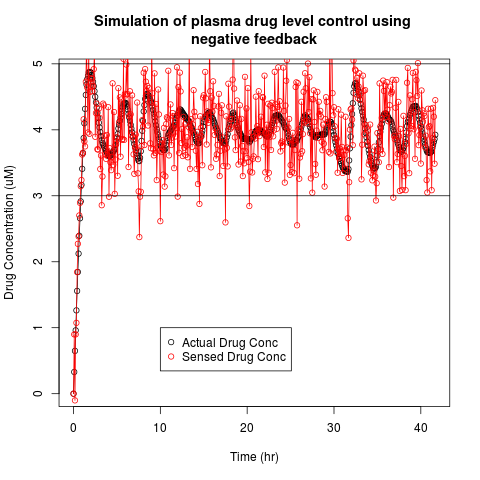 Simulation of plasma drug level control using
negative feedback
Drug Concentration (uM)
5
4
3
2
1
0
Actual Drug Conc
Sensed Drug Conc
0 10 20 30 40
Time (hr)